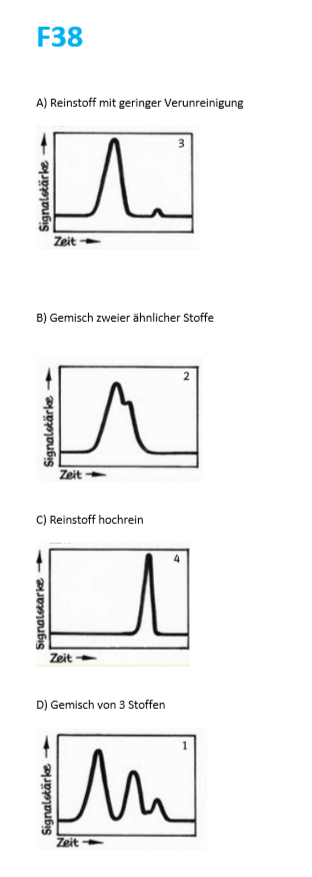 F38
A) Reinstoff mit geringer Verunreinigung
3
Signalstärke
Zeit
B) Gemisch zweier ähnlicher Stoffe
2
Signalstärke
Zeit
C) Reinstoff hochrein
4
Signalstärke
Zeit
D) Gemisch von 3 Stoffen
1
Signalstärke
Zeit